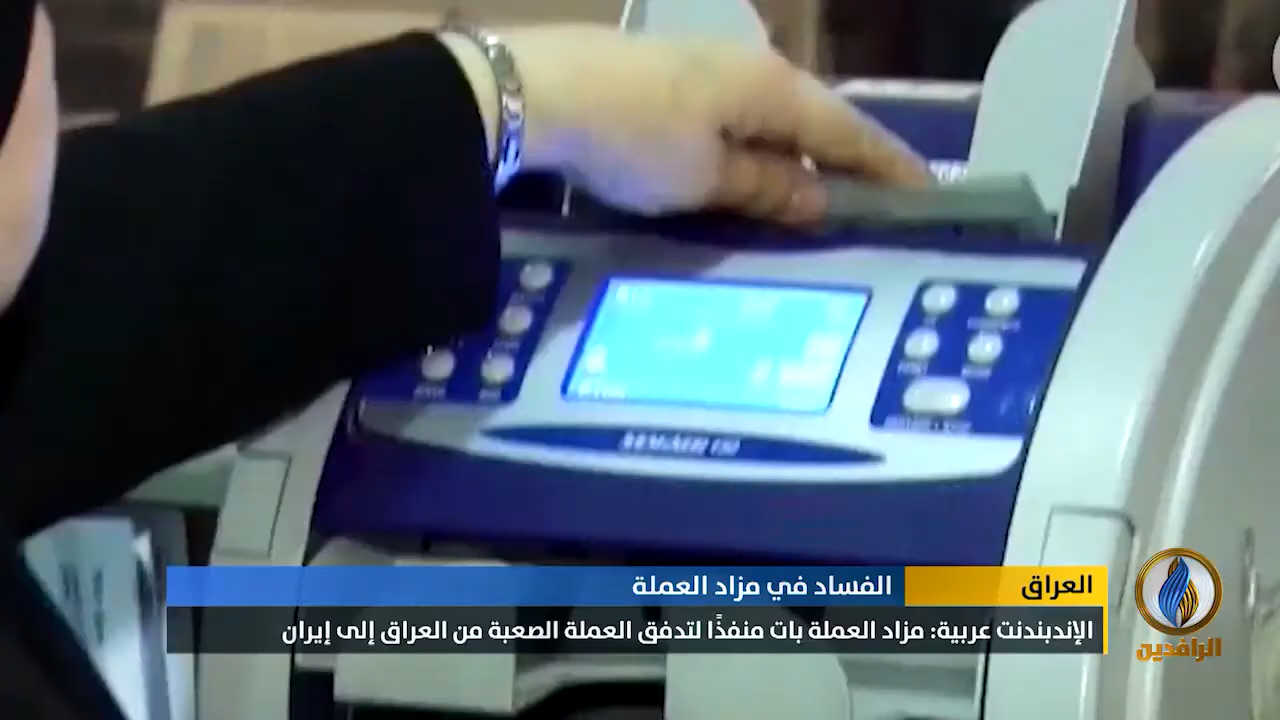 العراق
الفساد في مزاد العملة
الإندبندنت عربية: مزاد العملة بات منفذًا لتدفق العملة الصعبة من العراق إلى إيران
الرافدين